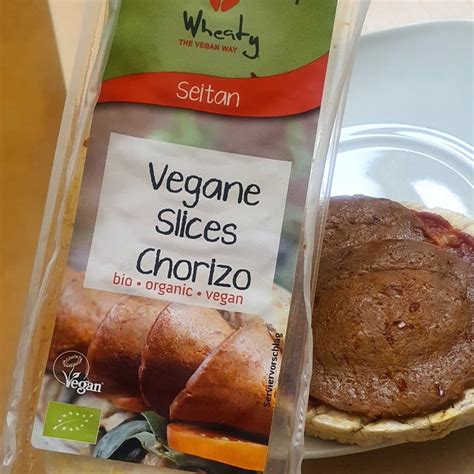 Wheaty
THE VEGAN WAY
Seitan
Vegane
Slices
Chorizo
bio • organic • vegan
Serviervorschlag
Vegan